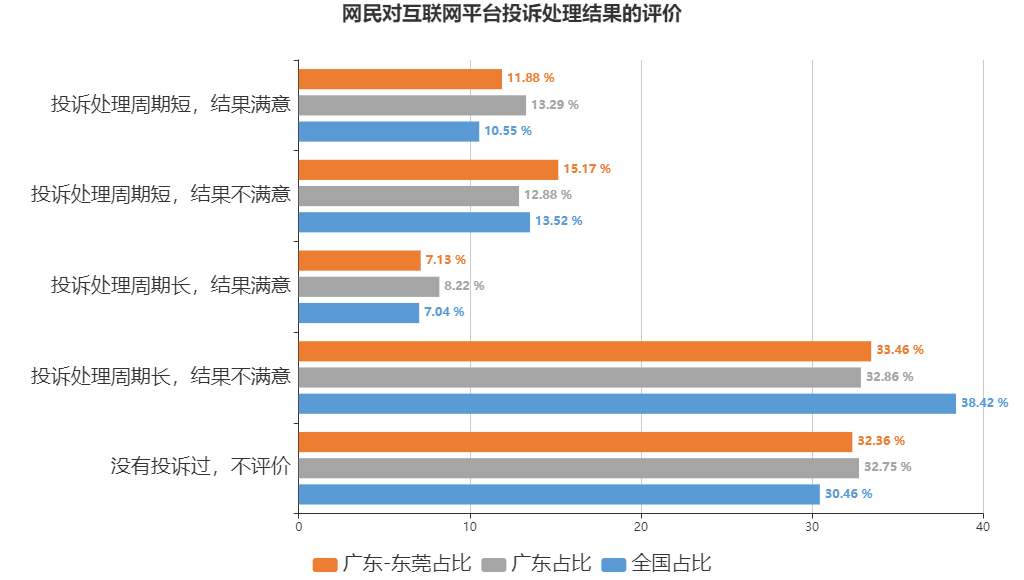 网民对互联网平台投诉处理结果的评价
投诉处理周期短，结果满意
11.88 %
13.29 %
10.55 %
投诉处理周期短，结果不满意
15.17 %
12.88 %
13.52 %
投诉处理周期长，结果满意
7.13 %
8.22 %
7.04 %
投诉处理周期长，结果不满意
33.46 %
32.86 %
38.42 %
没有投诉过，不评价
32.36 %
32.75 %
30.46 %
0 10 20 30 40
广东-东莞占比 广东占比 全国占比